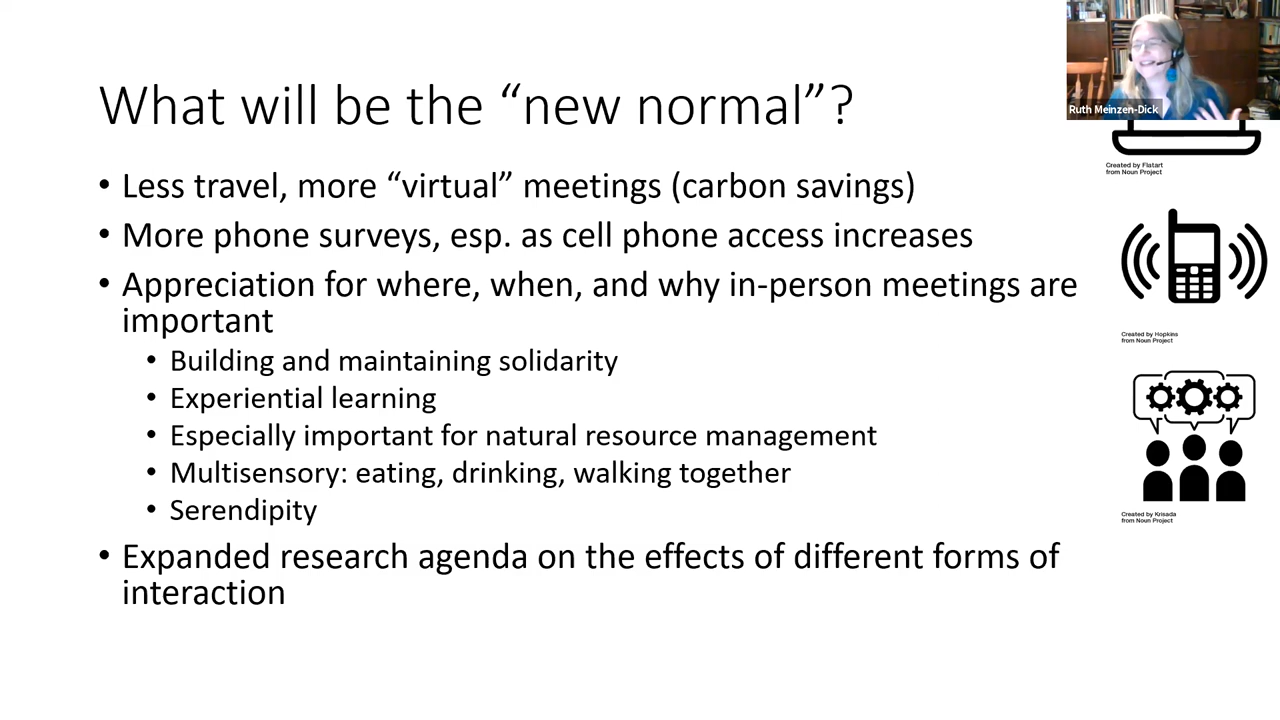 What will be the “new normal”?
• Less travel, more “virtual” meetings (carbon savings)
• More phone surveys, esp. as cell phone access increases
• Appreciation for where, when, and why in-person meetings are
important
• Building and maintaining solidarity
• Experiential learning
• Especially important for natural resource management
• Multisensory: eating, drinking, walking together
• Serendipity
• Expanded research agenda on the effects of different forms of
interaction
Ruth Meinzen-Dick
Created by Flatart
from Noun Project
Created by Hopkins
from Noun Project
Created by Krisada
from Noun Project